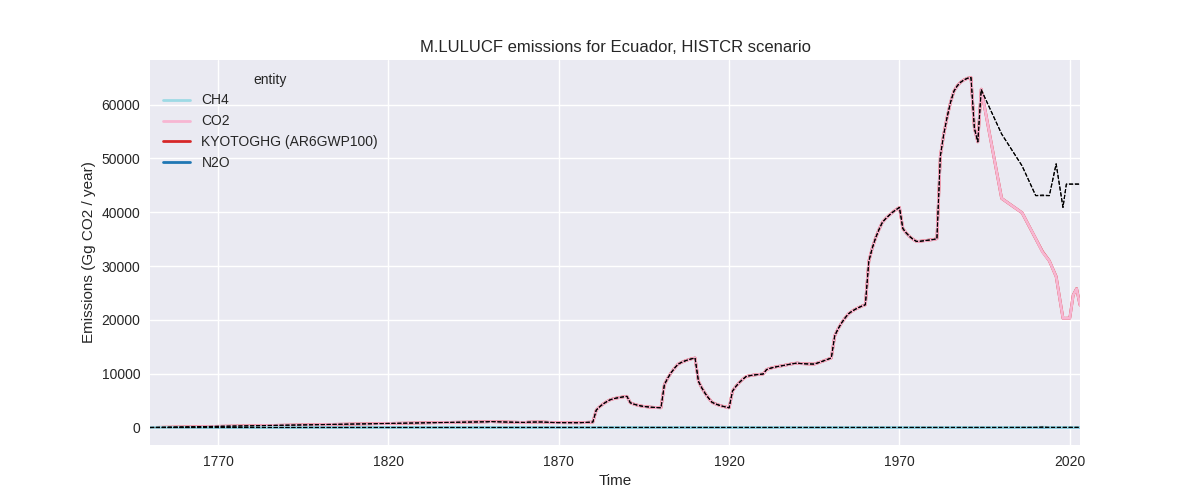 M.LULUCF emissions for Ecuador, HISTCR scenario
entity
CH4
CO2
KYOTOGHG (AR6GWP100)
N2O
Emissions (Gg CO2 / year)
60000
50000
40000
30000
20000
10000
0
1770
1820
1870
1920
1970
2020
Time